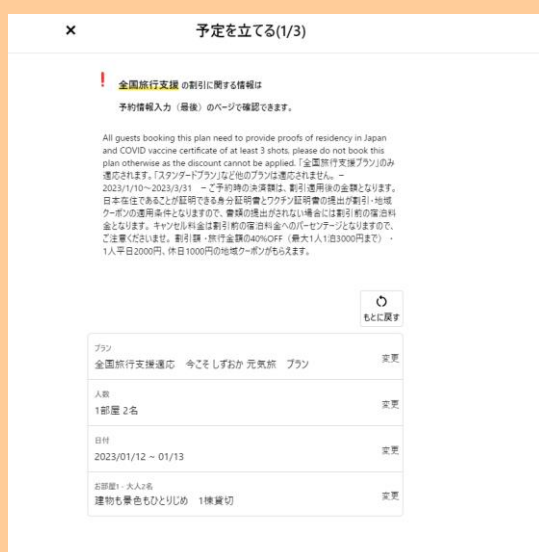 ×
予定を立てる(1/3)
! 全国旅行支援 の割引に関する情報は
予約情報入力（最後）のページで確認できます。
All guests booking this plan need to provide proofs of residency in Japan
and COVID vaccine certificate of at least 3 shots, please do not book this
plan otherwise as the discount cannot be applied. 「全国旅行支援プラン」のみ
適応されます。「スタンダードプラン」など他のプランは適応されません。 −
2023/1/10～2023/3/31 − ご予約時の決済額は、割引適用後の金額となります。
日本在住であることが証明できる身分証明書とワクチン証明書の提出が割引・地域
クーポンの適用条件となりますので、書類の提出がされない場合には割引前の宿泊料
金となります。キャンセル料金は割引前の宿泊料金へのパーセンテージとなりますので、
ご注意くださいませ。割引額・旅行金額の40%OFF（最大1人1泊3000円まで） ・
1人平日2000円、休日1000円の地域クーポンがもらえます。
もとに戻す
プラン
全国旅行支援適応 今こそしずおか 元気旅 プラン
変更
人数
1部屋 2名
変更
日付
2023/01/12 ~ 01/13
変更
お部屋1 - 大人2名
建物も景色もひとりじめ 1棟貸切
変更